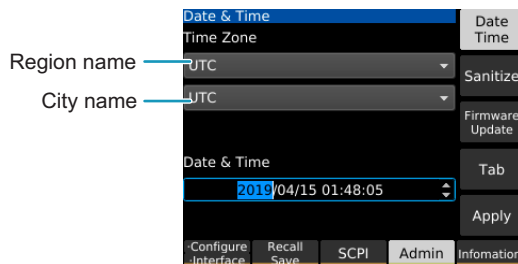 Date & Time
Time Zone
Region name
UTC
City name
UTC
Date & Time
2019/04/15 01:48:05
Date
Time
Sanitize
Firmware
Update
Tab
Apply
·Configure
·Interface
Recall
Save
SCPI
Admin
Infomation